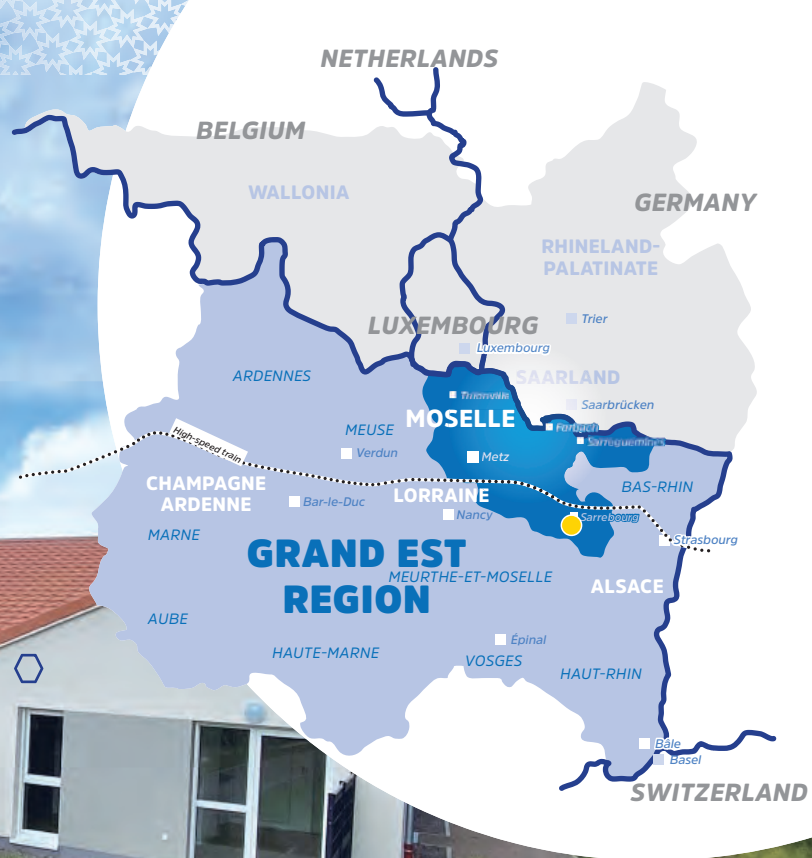 NETHERLANDS
BELGIUM
WALLONIA
GERMANY
RHINELAND-
PALATINATE
Trier
LUXEMBOURG
Luxembourg
SAARLAND
ARDENNES
Thionville
Saarbrücken
MOSELLE
MEUSE
Forbach
High-speed train
Sarreguemines
Verdun
Metz
CHAMPAGNE
ARDENNE
LORRAINE
BAS-RHIN
Bar-le-Duc
Nancy
Sarrebourg
MARNE
Strasbourg
GRAND EST
REGION
MEURTHE-ET-MOSELLE
ALSACE
AUBE
Épinal
HAUTE-MARNE
VOSGES
HAUT-RHIN
Bâle
Basel
SWITZERLAND